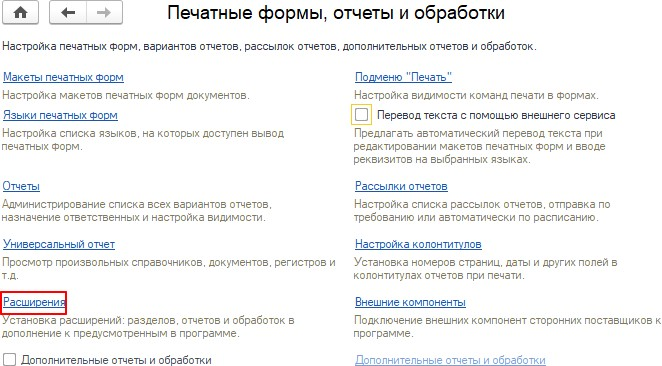 Печатные формы, отчеты и обработки
Настройка печатных форм, вариантов отчетов, рассылок отчетов, дополнительных отчетов и обработок.
Макеты печатных форм
Настройка макетов печатных форм документов.
Подменю "Печать"
Настройка видимости команд печати в формах.
Языки печатных форм
Настройка списка языков, на которых доступен вывод
печатных форм.
Перевод текста с помощью внешнего сервиса
Предлагать автоматический перевод текста при
редактировании макетов печатных форм и вводе
реквизитов на выбранных языках.
Отчеты
Администрирование списка всех вариантов отчетов,
назначение ответственных и настройка видимости.
Рассылки отчетов
Настройка списка рассылок отчетов, отправка по
требованию или автоматически по расписанию.
Универсальный отчет
Просмотр произвольных справочников, документов, регистров и
т.д.
Настройка колонтитулов
Установка номеров страниц, даты и других полей в
колонтитулах отчетов при печати.
Расширения
Установка расширений: разделов, отчетов и обработок в
дополнение к предусмотренным в программе.
Внешние компоненты
Подключение внешних компонент сторонних поставщиков к
программе.
Дополнительные отчеты и обработки
Дополнительные отчеты и обработки